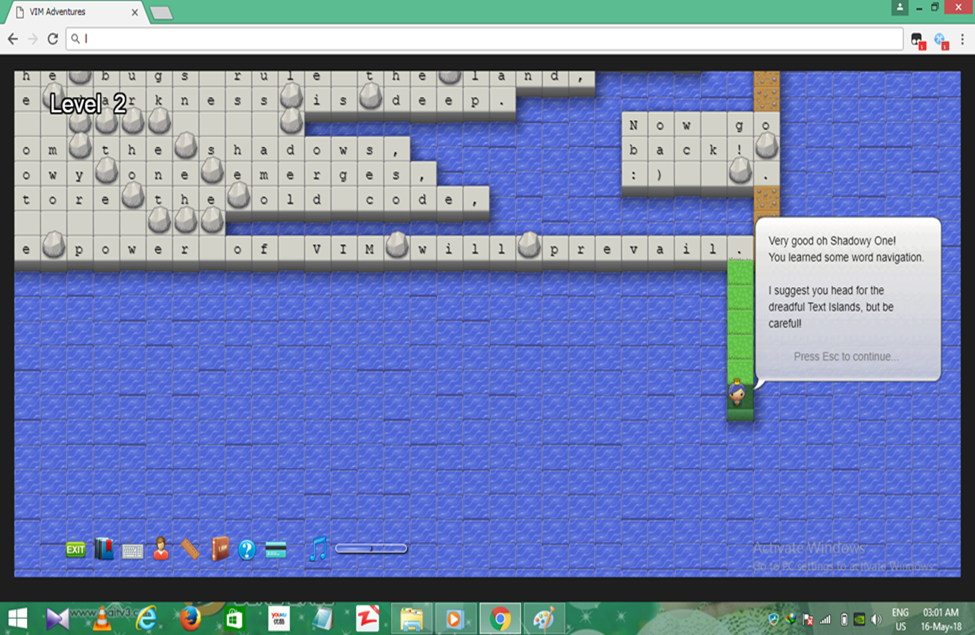 VIM Adventures
he bugs rule the land,
e darkness is deep.
Level 2
om the shadows,
owy one emerges,
tore the old code,
e power of VIM will prevail.
Now go
back!
:) .
Very good oh Shadowy One!
You learned some word navigation.
I suggest you head for the
dreadful Text Islands, but be
careful!
Press Esc to continue...
EXIT
Activate Windows
Go to PC settings to activate Windows.
ENG
US
03:01 AM
16-May-18